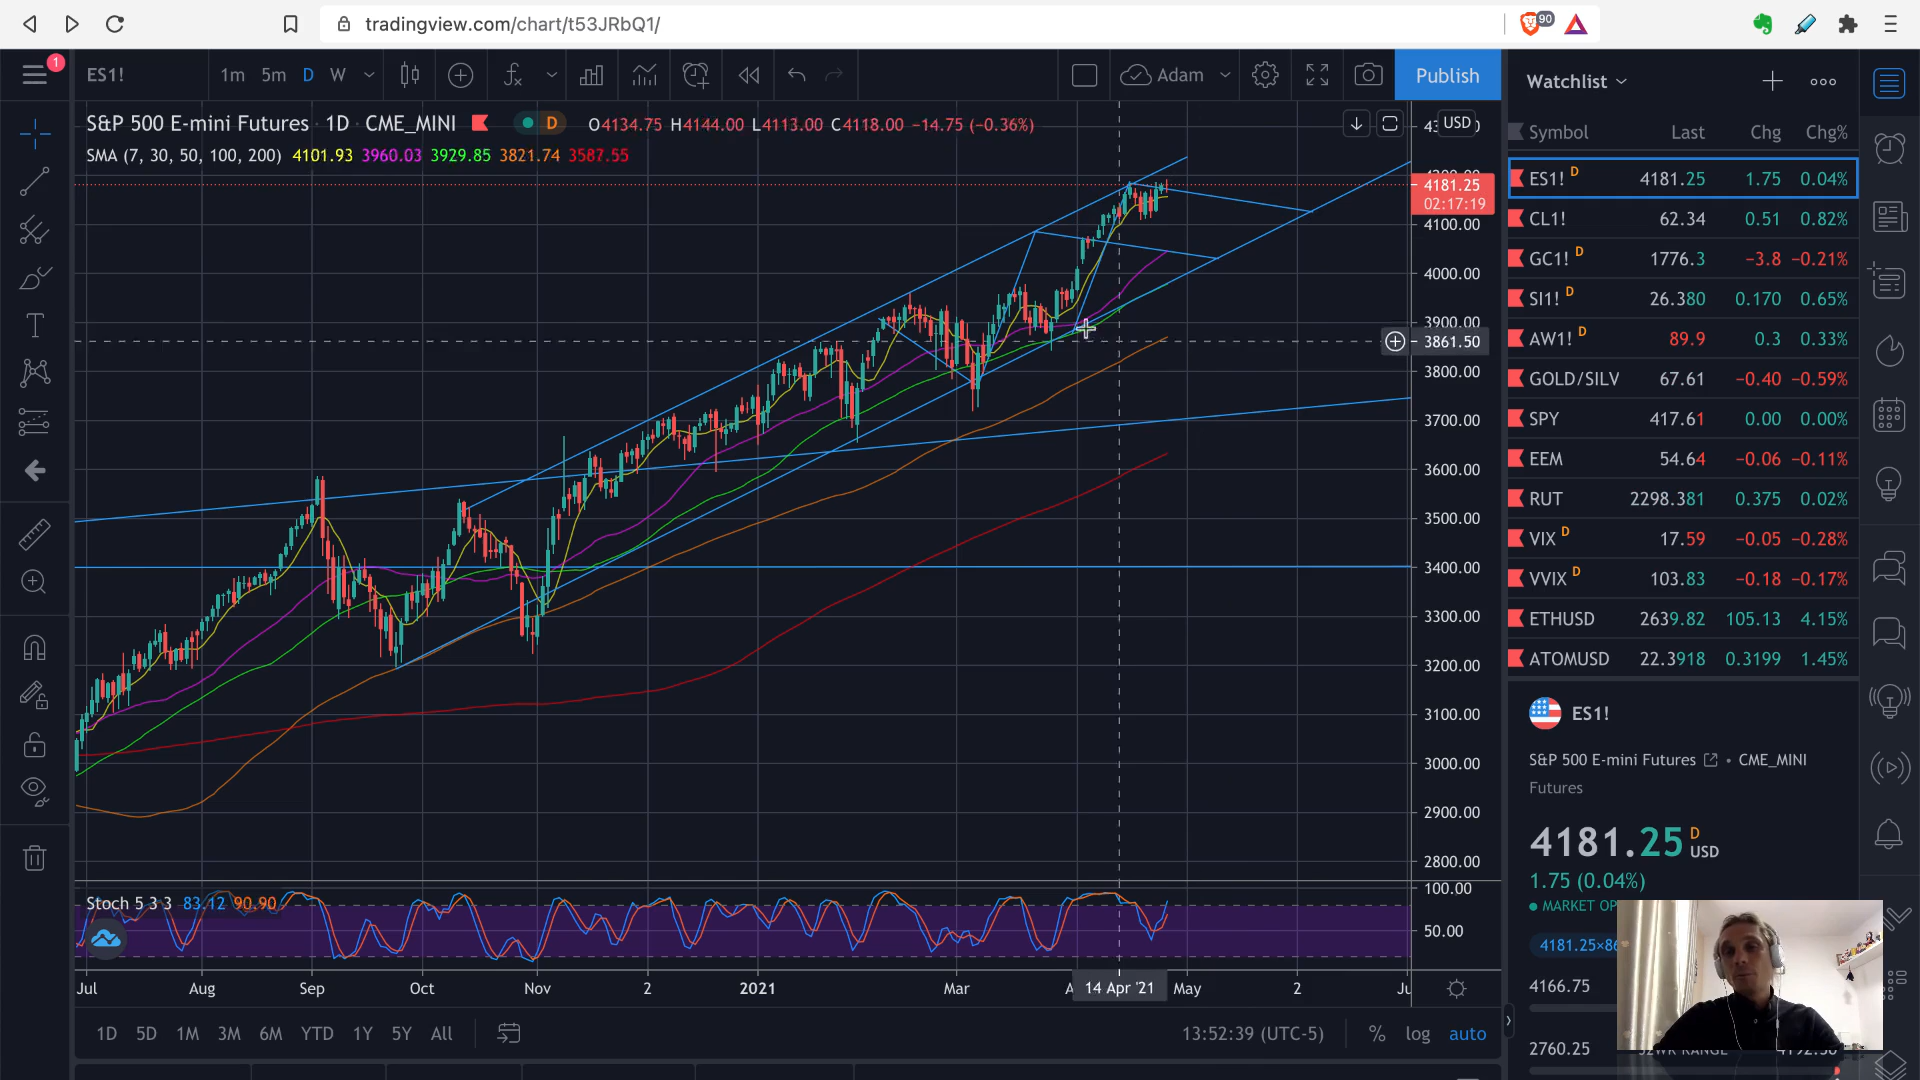 tradingview.com/chart/t53JRbQ1/
90
1
ES1!
1m 5m D W
Adam
Publish
Watchlist
S&P 500 E-mini Futures 1D CME_MINI
D
O4134.75 H4144.00 L4113.00 C4118.00 −14.75 (−0.36%)
SMA (7, 30, 50, 100, 200) 4101.93 3960.03 3929.85 3821.74 3587.55
USD
4181.25
02:17:19
4100.00
4000.00
3900.00
3861.50
3800.00
3700.00
3600.00
3500.00
3400.00
3300.00
3200.00
3100.00
3000.00
2900.00
2800.00
Symbol Last Chg Chg%
ES1! D 4181.25 1.75 0.04%
CL1! 62.34 0.51 0.82%
GC1! D 1776.3 −3.8 −0.21%
SI1! D 26.380 0.170 0.65%
AW1! D 89.9 0.3 0.33%
GOLD/SILV 67.61 −0.40 −0.59%
SPY 417.61 0.00 0.00%
EEM 54.64 −0.06 −0.11%
RUT 2298.381 0.375 0.02%
VIX D 17.59 −0.05 −0.28%
VVIX D 103.83 −0.18 −0.17%
ETHUSD 2639.82 105.13 4.15%
ATOMUSD 22.3918 0.3199 1.45%
ES1!
S&P 500 E-mini Futures • CME_MINI
Futures
4181.25 D USD
1.75 (0.04%)
MARKET OP
4181.25×86
4166.75
2760.25
Stoch 5 3 3 83.12 90.90
100.00
50.00
Jul Aug Sep Oct Nov 2 2021 Mar A 14 Apr '21 May 2 Ju
1D 5D 1M 3M 6M YTD 1Y 5Y All
13:52:39 (UTC-5)
% log auto